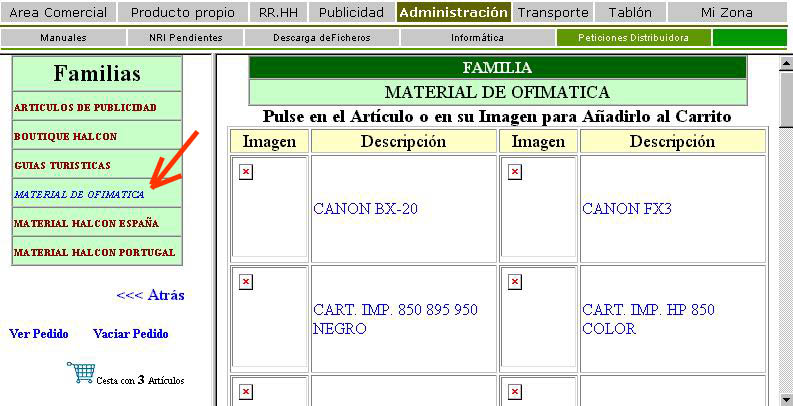 Area Comercial Producto propio RR.HH Publicidad Administración Transporte Tablón Mi Zona
Manuales NRI Pendientes Descarga deFicheros Informática Peticiones Distribuidora
Familias
ARTICULOS DE PUBLICIDAD
BOUTIQUE HALCON
GUIAS TURISTICAS
MATERIAL DE OFIMATICA
MATERIAL HALCON ESPAÑA
MATERIAL HALCON PORTUGAL
<<< Atrás
Ver Pedido Vaciar Pedido
Cesta con 3 Artículos
FAMILIA
MATERIAL DE OFIMATICA
Pulse en el Artículo o en su Imagen para Añadirlo al Carrito
Imagen Descripción Imagen Descripción
CANON BX-20 CANON FX3
CART. IMP. 850 895 950
NEGRO
CART. IMP. HP 850
COLOR